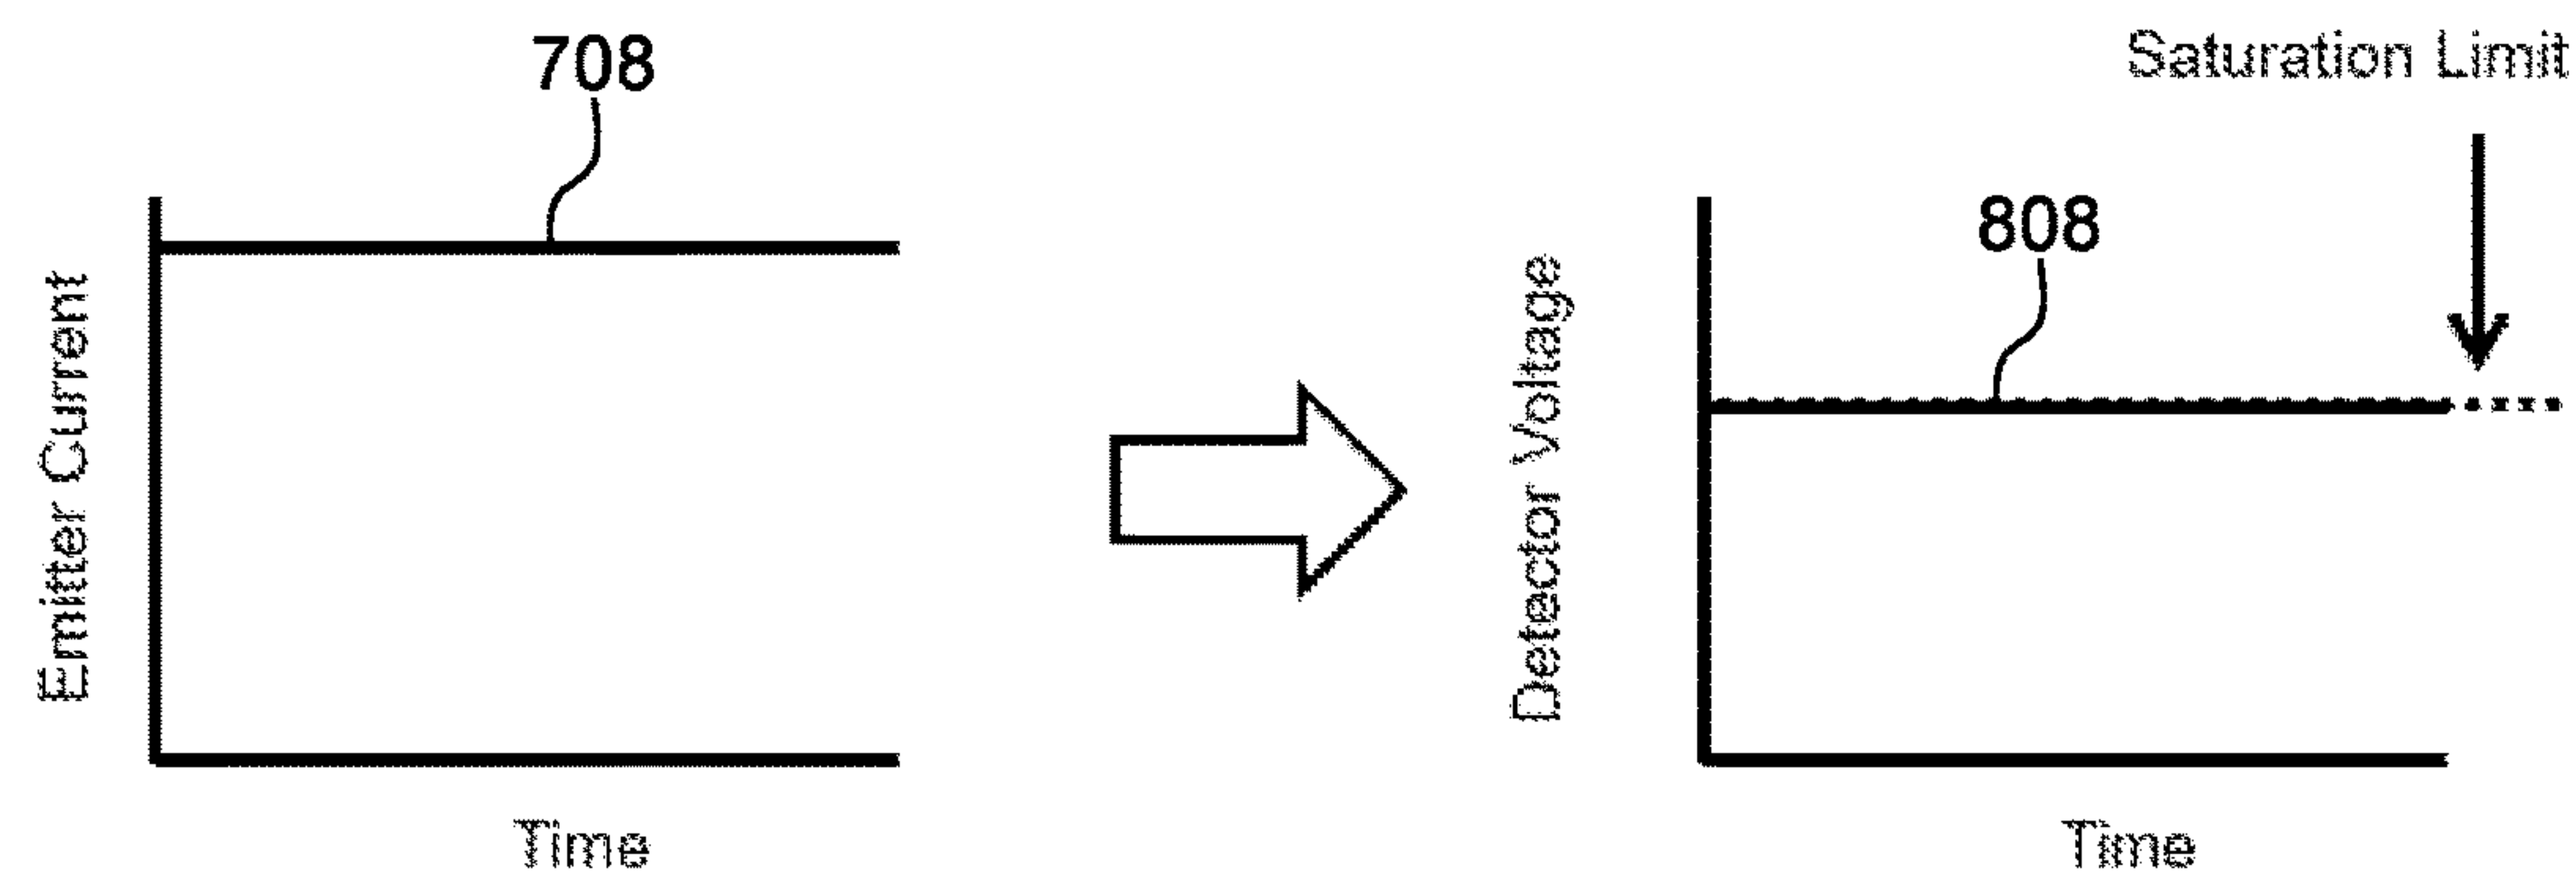 708
Emitter Current
Time
Saturation Limit
808
Detector Voltage
Time